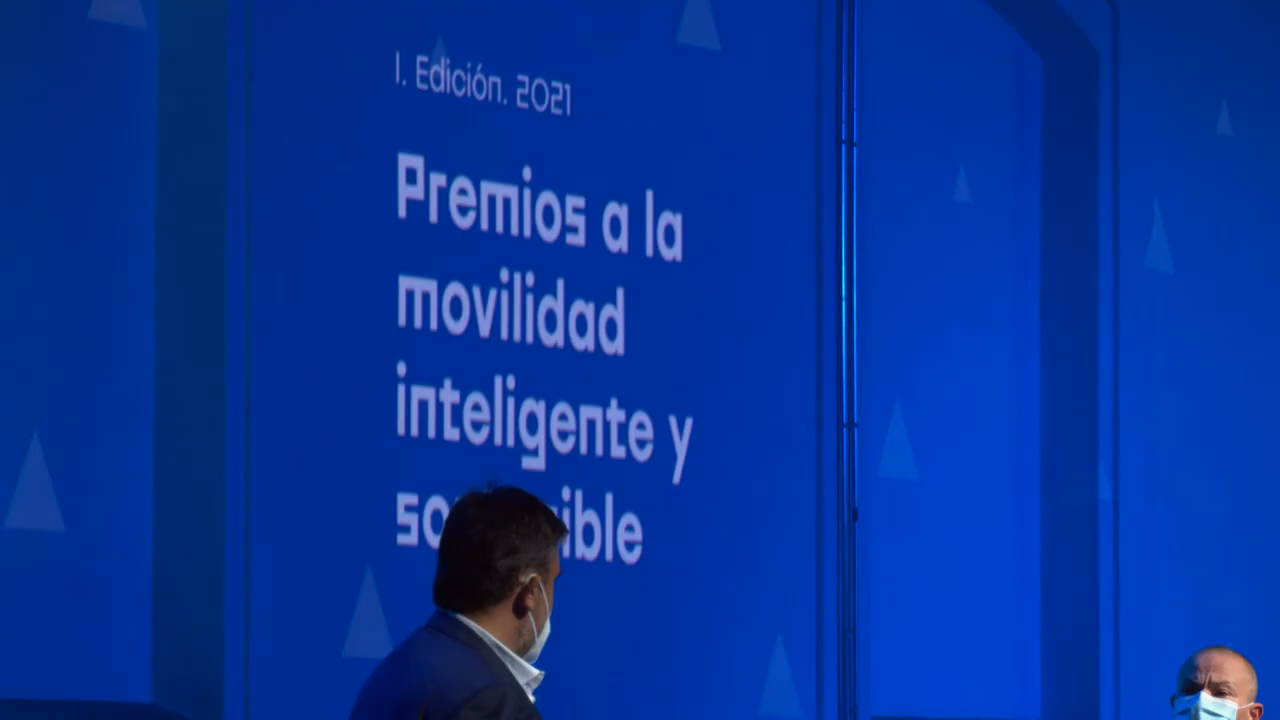 I. Edición. 2021
Premios a la
movilidad
inteligente y